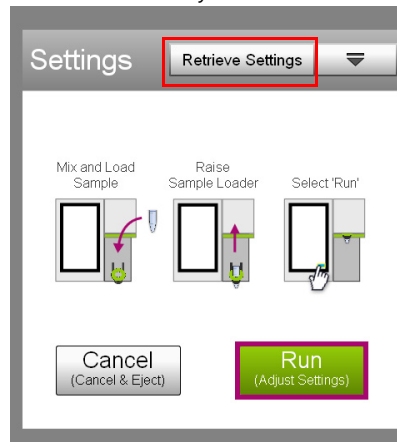 Settings
Retrieve Settings
Mix and Load
Sample
Raise
Sample Loader
Select 'Run'
Cancel
(Cancel & Eject)
Run
(Adjust Settings)